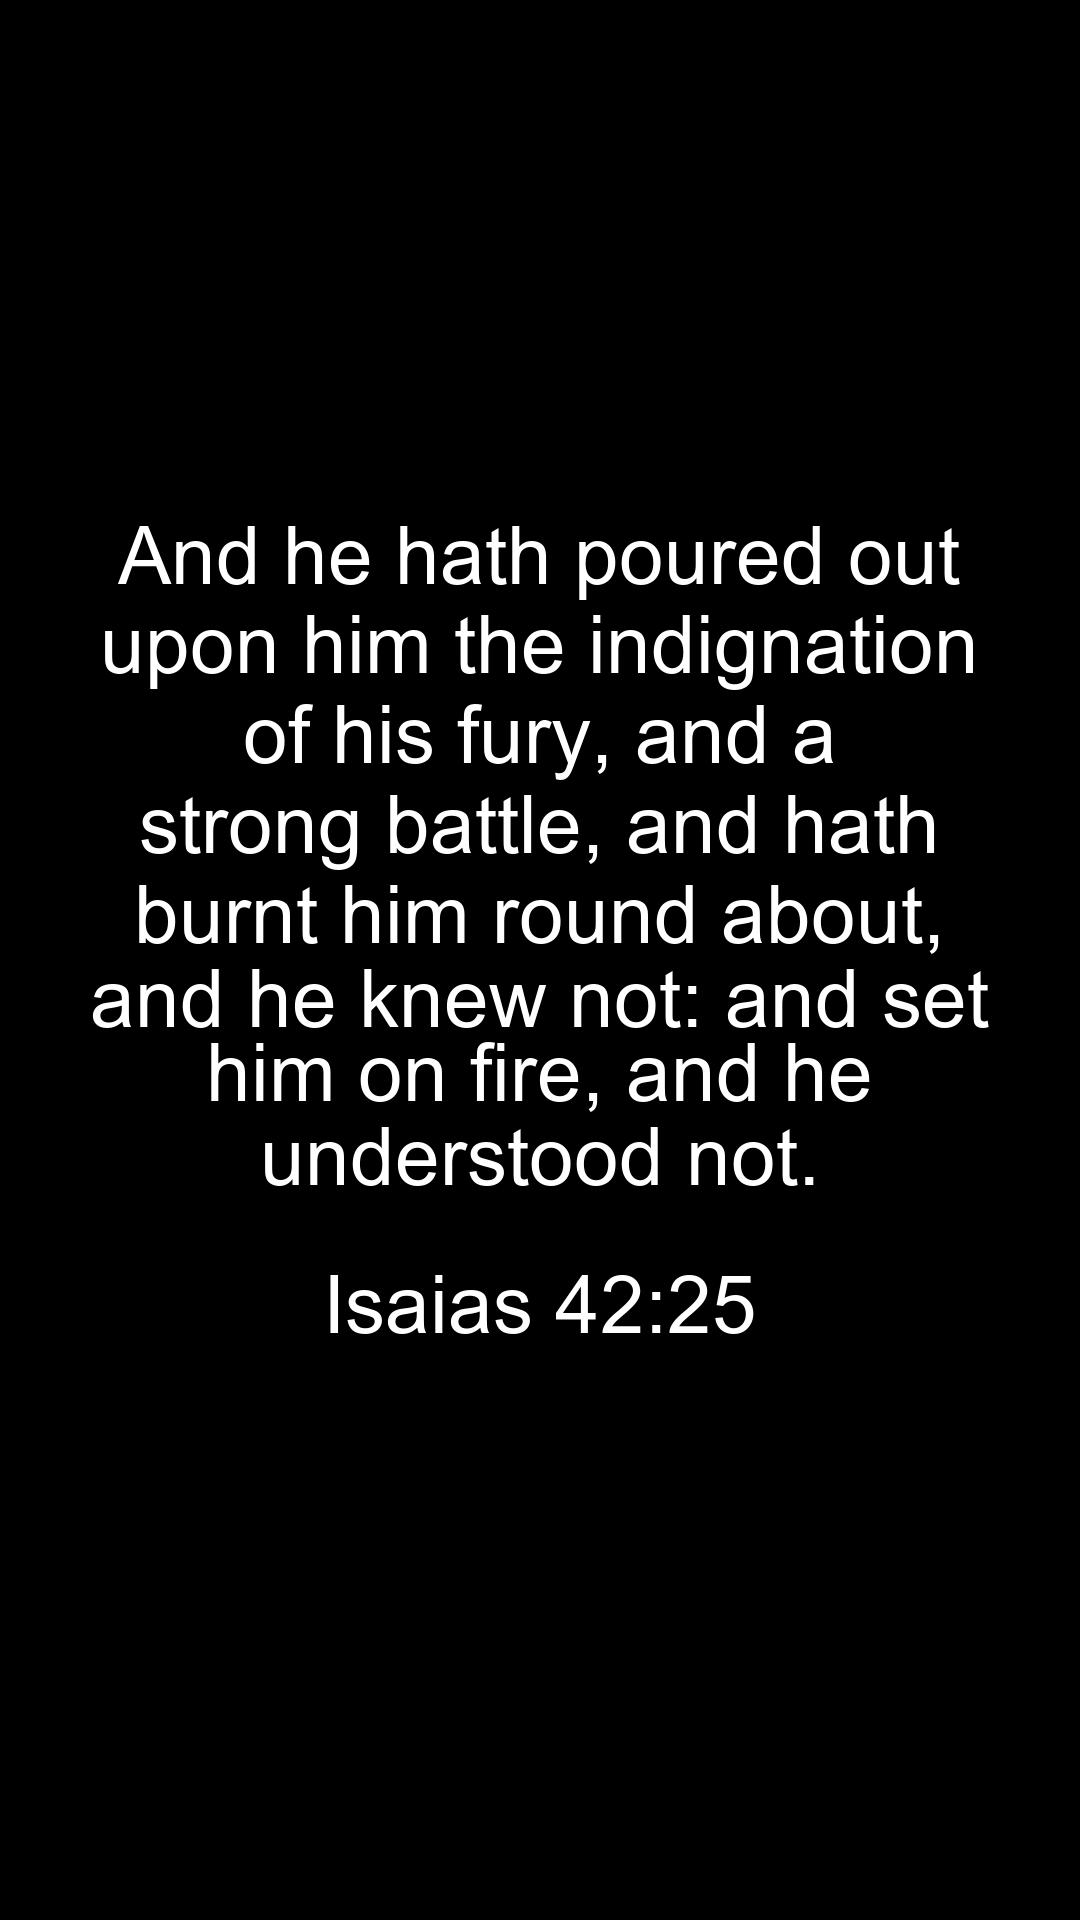 And he hath poured out
upon him the indignation
of his fury, and a
strong battle, and hath
burnt him round about,
and he knew not: and set
him on fire, and he
understood not.
Isaias 42:25